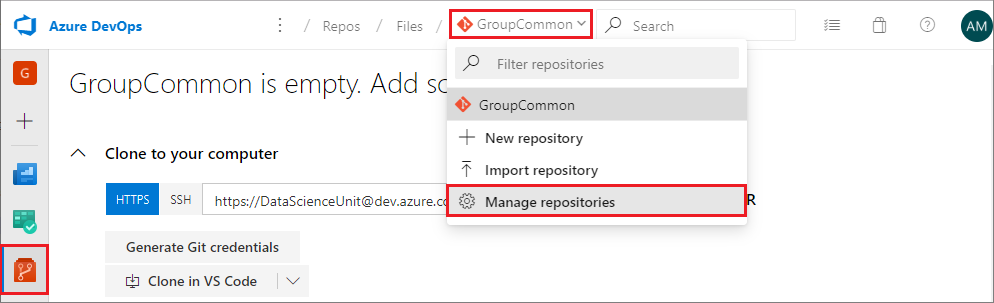 Azure DevOps
Repos / Files / GroupCommon
Search
AM
G
GroupCommon is empty. Add so
Filter repositories
GroupCommon
New repository
Import repository
Manage repositories
Clone to your computer
HTTPS SSH https://DataScienceUnit@dev.azure.co R
Generate Git credentials
Clone in VS Code